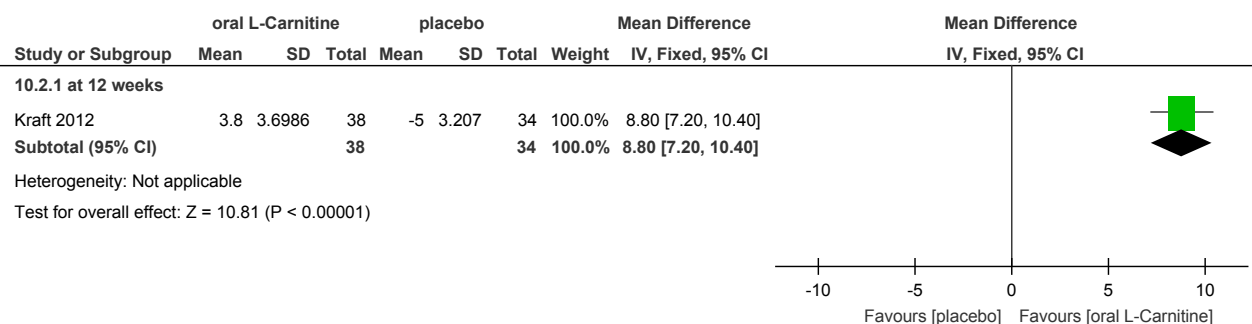 oral L-Carnitine placebo Mean Difference Mean Difference
Study or Subgroup Mean SD Total Mean SD Total Weight IV, Fixed, 95% CI IV, Fixed, 95% CI
10.2.1 at 12 weeks
Kraft 2012 3.8 3.6986 38 -5 3.207 34 100.0% 8.80 [7.20, 10.40]
Subtotal (95% CI) 38 34 100.0% 8.80 [7.20, 10.40]
Heterogeneity: Not applicable
Test for overall effect: Z = 10.81 (P < 0.00001)
-10 -5 0 5 10
Favours [placebo] Favours [oral L-Carnitine]